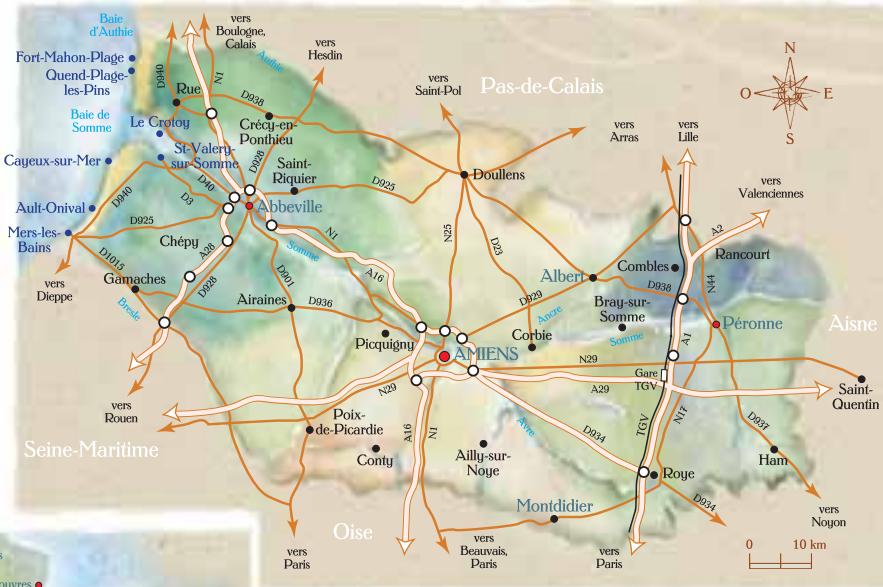 Baie
d'Authie
vers
Boulogne,
Calais
vers
Hesdin
Authie
Fort-Mahon-Plage
Quend-Plage-
les-Pins
D940
N1
Rue
D938
Crécy-en-
Ponthieu
vers
Saint-Pol
Pas-de-Calais
N
O
E
S
Baie de
Somme
Le Crotoy
St-Valery-
sur-Somme
D928
Saint-
Riquier
D925
Doullens
vers
Arras
vers
Lille
vers
Valenciennes
Cayeux-sur-Mer
D940
D40
D3
Abbeville
Ault-Onival
D925
Mers-les-
Bains
Chépy
A28
D928
Somme
N1
A16
N25
D23
A2
Rancourt
vers
Dieppe
D1015
Gamaches
Bresle
D901
Airaines
D936
Albert
Combles
D938
N44
D929
Ancre
Bray-sur-
Somme
Somme
Péronne
Aisne
Picquigny
AMIENS
Corbie
A1
N29
Gare
TGV
A29
Saint-
Quentin
vers
Rouen
N29
Poix-
de-Picardie
Seine-Maritime
Conty
A16
N1
Ailly-sur-
Noye
Avre
D934
TGV
N17
D937
Ham
Roye
D934
vers
Noyon
Montdidier
Oise
vers
Paris
vers
Beauvais,
Paris
vers
Paris
0
10 km
s
ouvres